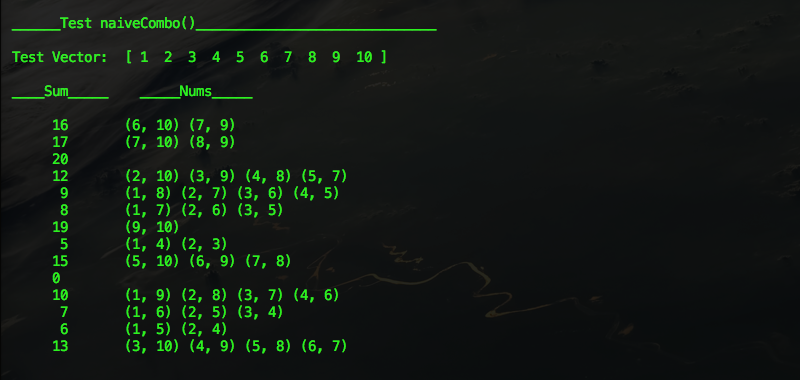 ______Test naiveCombo()______________________________
Test Vector:  [ 1  2  3  4  5  6  7  8  9  10 ]
____Sum_____    _____Nums_____
     16       (6, 10) (7, 9)
     17       (7, 10) (8, 9)
     20
     12       (2, 10) (3, 9) (4, 8) (5, 7)
      9       (1, 8) (2, 7) (3, 6) (4, 5)
      8       (1, 7) (2, 6) (3, 5)
     19       (9, 10)
      5       (1, 4) (2, 3)
     15       (5, 10) (6, 9) (7, 8)
     0
     10       (1, 9) (2, 8) (3, 7) (4, 6)
      7       (1, 6) (2, 5) (3, 4)
      6       (1, 5) (2, 4)
     13       (3, 10) (4, 9) (5, 8) (6, 7)